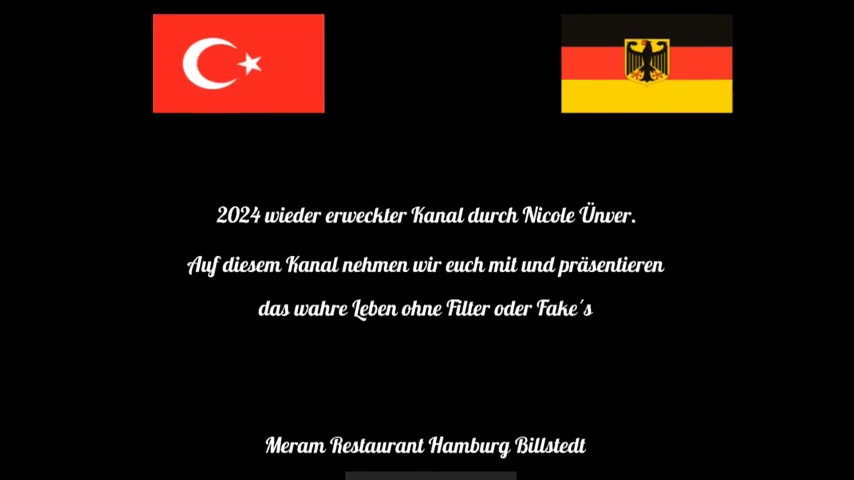 2024 wieder erweckter Kanal durch Nicole Ünver.
Auf diesem Kanal nehmen wir euch mit und präsentieren
das wahre Leben ohne Filter oder Fake´s
Meram Restaurant Hamburg Billstedt